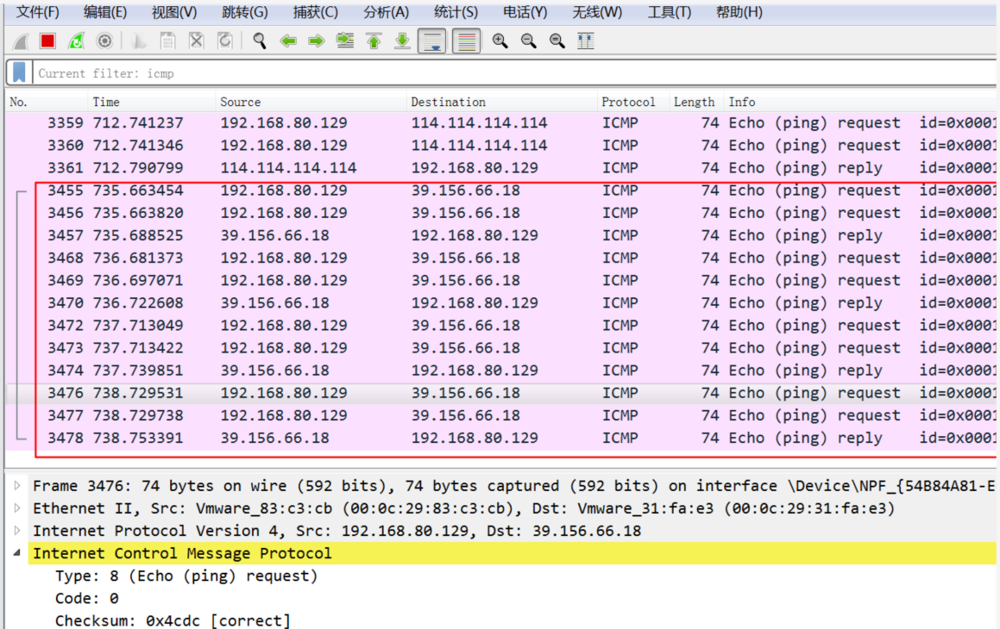 文件(F) 编辑(E) 视图(V) 跳转(G) 捕获(C) 分析(A) 统计(S) 电话(Y) 无线(W) 工具(T) 帮助(H)
Current filter: icmp
No. Time Source Destination Protocol Length Info
3359 712.741237 192.168.80.129 114.114.114.114 ICMP 74 Echo (ping) request id=0x0001
3360 712.741346 192.168.80.129 114.114.114.114 ICMP 74 Echo (ping) request id=0x0001
3361 712.790799 114.114.114.114 192.168.80.129 ICMP 74 Echo (ping) reply id=0x0001
3455 735.663454 192.168.80.129 39.156.66.18 ICMP 74 Echo (ping) request id=0x0001
3456 735.663820 192.168.80.129 39.156.66.18 ICMP 74 Echo (ping) request id=0x0001
3457 735.688525 39.156.66.18 192.168.80.129 ICMP 74 Echo (ping) reply id=0x0001
3468 736.681373 192.168.80.129 39.156.66.18 ICMP 74 Echo (ping) request id=0x0001
3469 736.697071 192.168.80.129 39.156.66.18 ICMP 74 Echo (ping) request id=0x0001
3470 736.722608 39.156.66.18 192.168.80.129 ICMP 74 Echo (ping) reply id=0x0001
3472 737.713049 192.168.80.129 39.156.66.18 ICMP 74 Echo (ping) request id=0x0001
3473 737.713422 192.168.80.129 39.156.66.18 ICMP 74 Echo (ping) request id=0x0001
3474 737.739851 39.156.66.18 192.168.80.129 ICMP 74 Echo (ping) reply id=0x0001
3476 738.729531 192.168.80.129 39.156.66.18 ICMP 74 Echo (ping) request id=0x0001
3477 738.729738 192.168.80.129 39.156.66.18 ICMP 74 Echo (ping) request id=0x0001
3478 738.753391 39.156.66.18 192.168.80.129 ICMP 74 Echo (ping) reply id=0x0001
Frame 3476: 74 bytes on wire (592 bits), 74 bytes captured (592 bits) on interface \Device\NPF_{54B84A81-E
Ethernet II, Src: Vmware_83:c3:cb (00:0c:29:83:c3:cb), Dst: Vmware_31:fa:e3 (00:0c:29:31:fa:e3)
Internet Protocol Version 4, Src: 192.168.80.129, Dst: 39.156.66.18
Internet Control Message Protocol
Type: 8 (Echo (ping) request)
Code: 0
Checksum: 0x4cdc [correct]